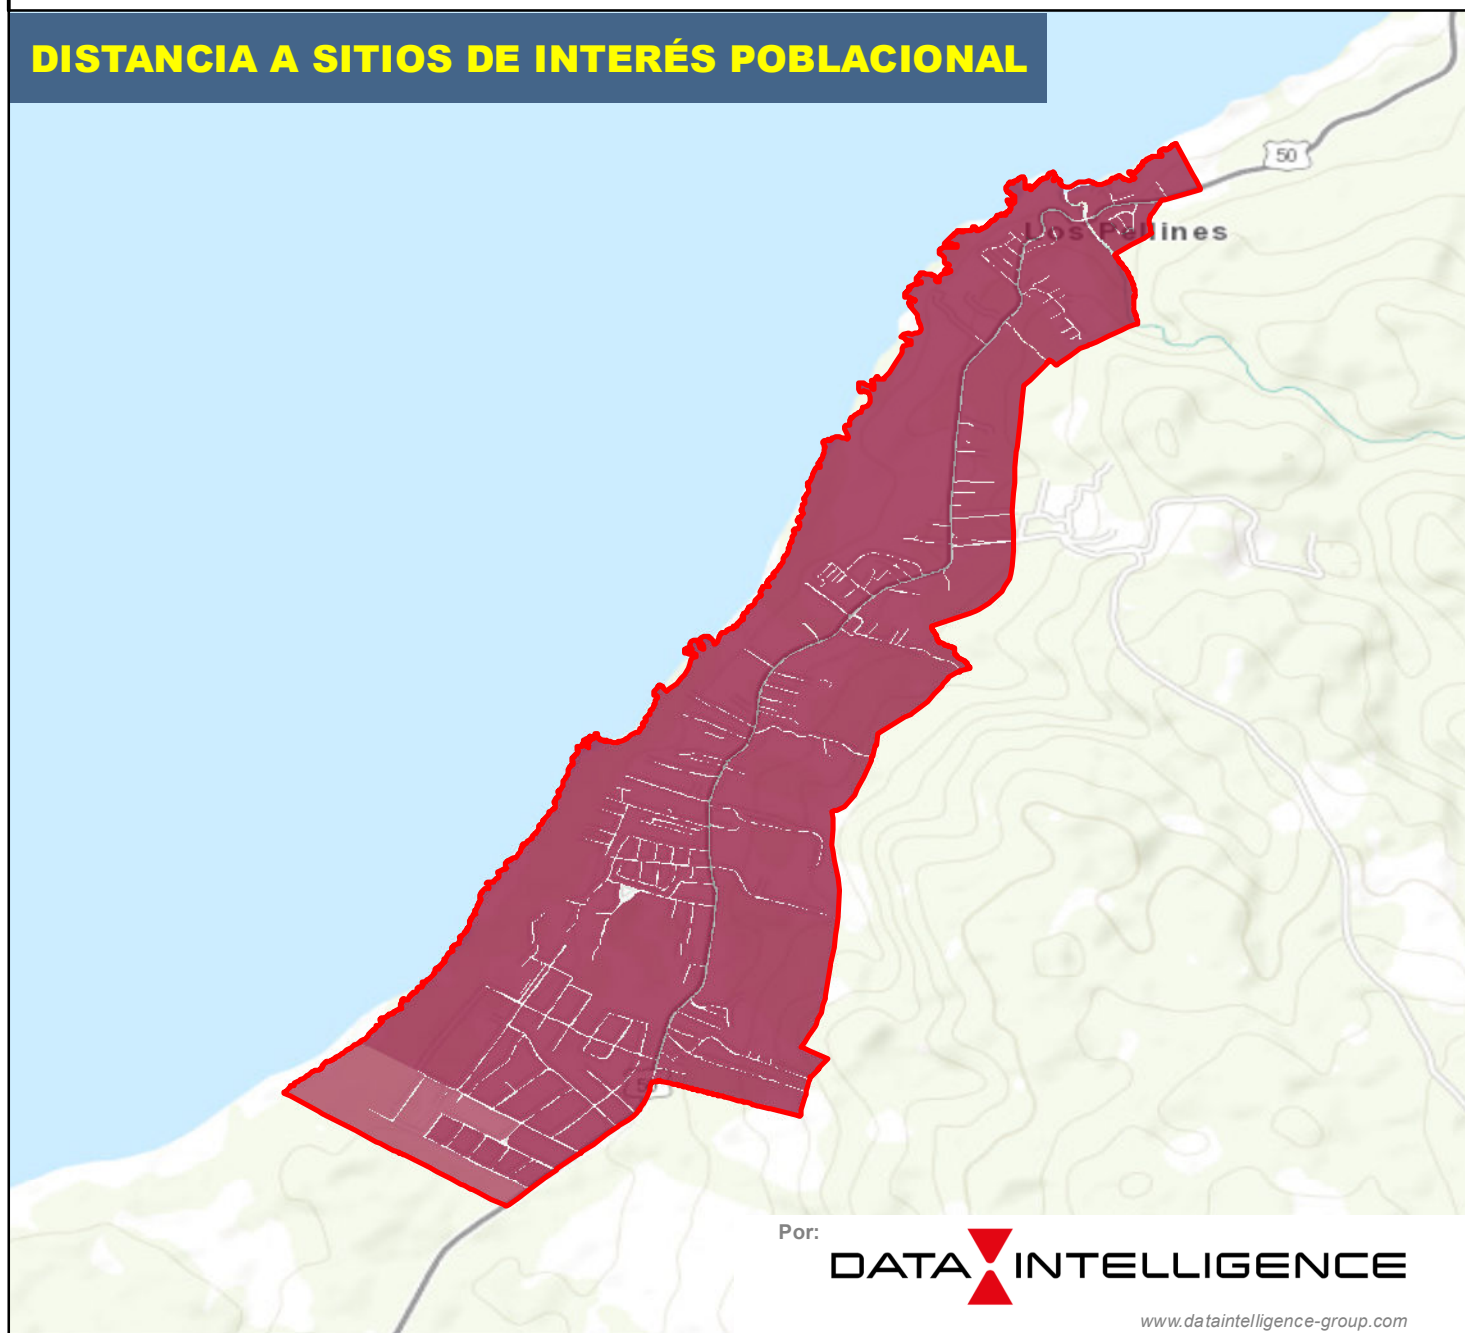 DISTANCIA A SITIOS DE INTERÉS POBLACIONAL
50
Los Pellines
Por:
DATA INTELLIGENCE
www.dataintelligence-group.com